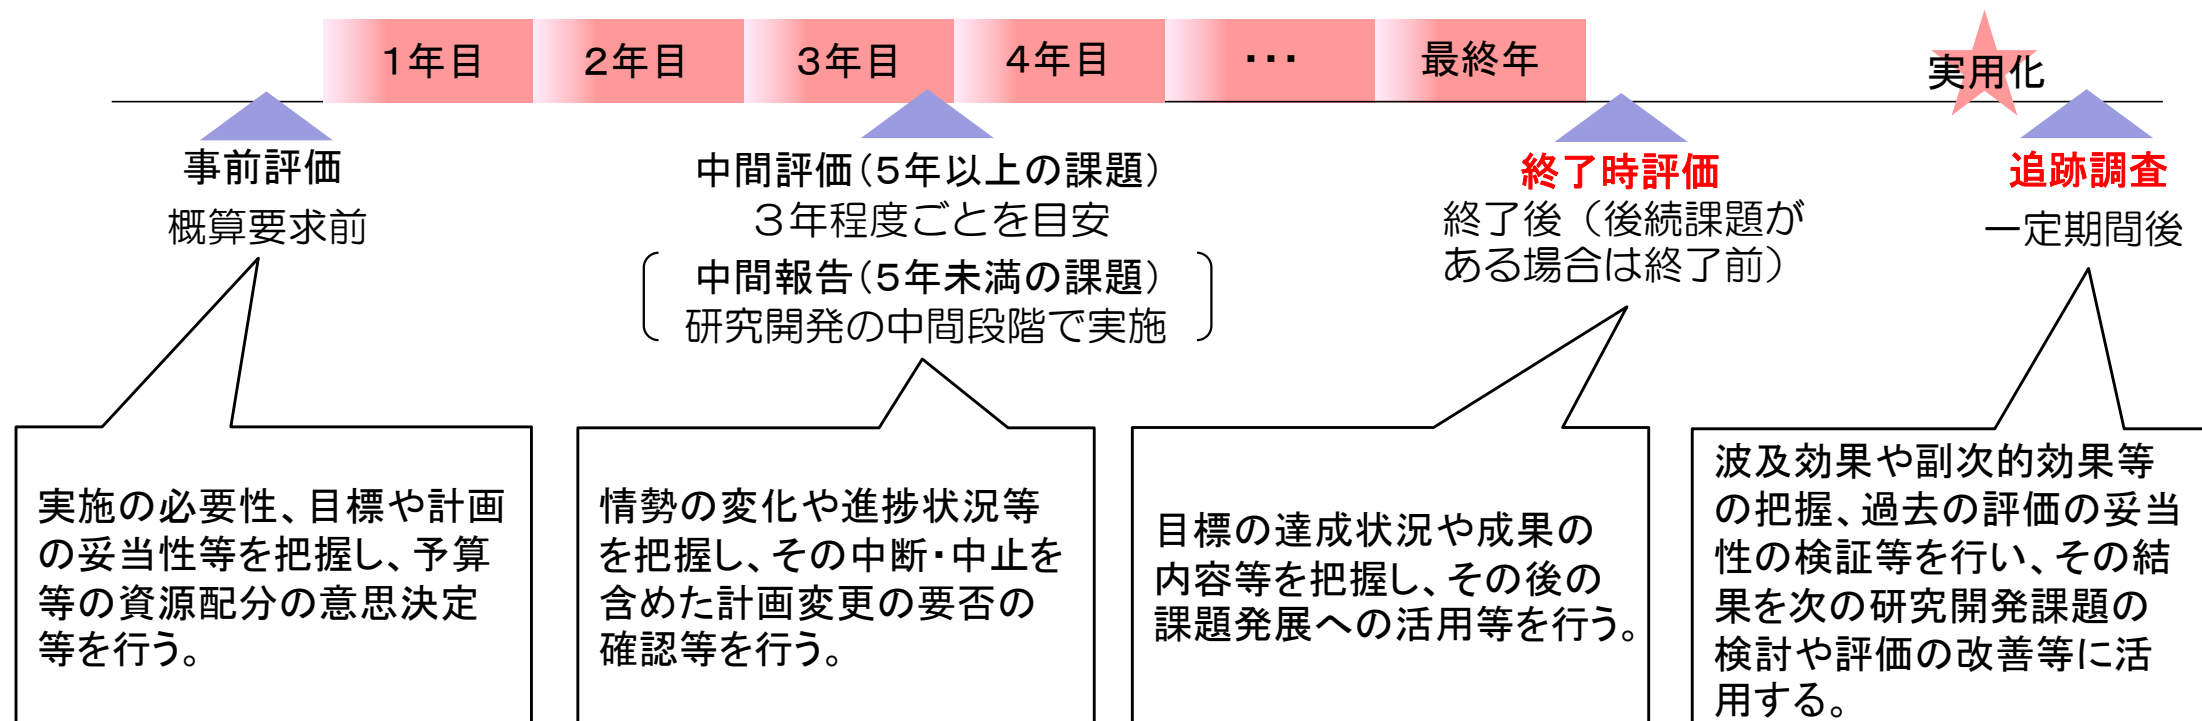 1年目
2年目
3年目
4年目
・・・
最終年
実用化
事前評価
概算要求前
中間評価（5年以上の課題）
3年程度ごとを目安
中間報告（5年未満の課題）
研究開発の中間段階で実施
終了時評価
終了後（後続課題が
ある場合は終了前）
追跡調査
一定期間後
実施の必要性、目標や計画
の妥当性等を把握し、予算
等の資源配分の意思決定
等を行う。
情勢の変化や進捗状況等
を把握し、その中断・中止を
含めた計画変更の要否の
確認等を行う。
目標の達成状況や成果の
内容等を把握し、その後の
課題発展への活用等を行う。
波及効果や副次的効果等
の把握、過去の評価の妥当
性の検証等を行い、その結
果を次の研究開発課題の
検討や評価の改善等に活
用する。